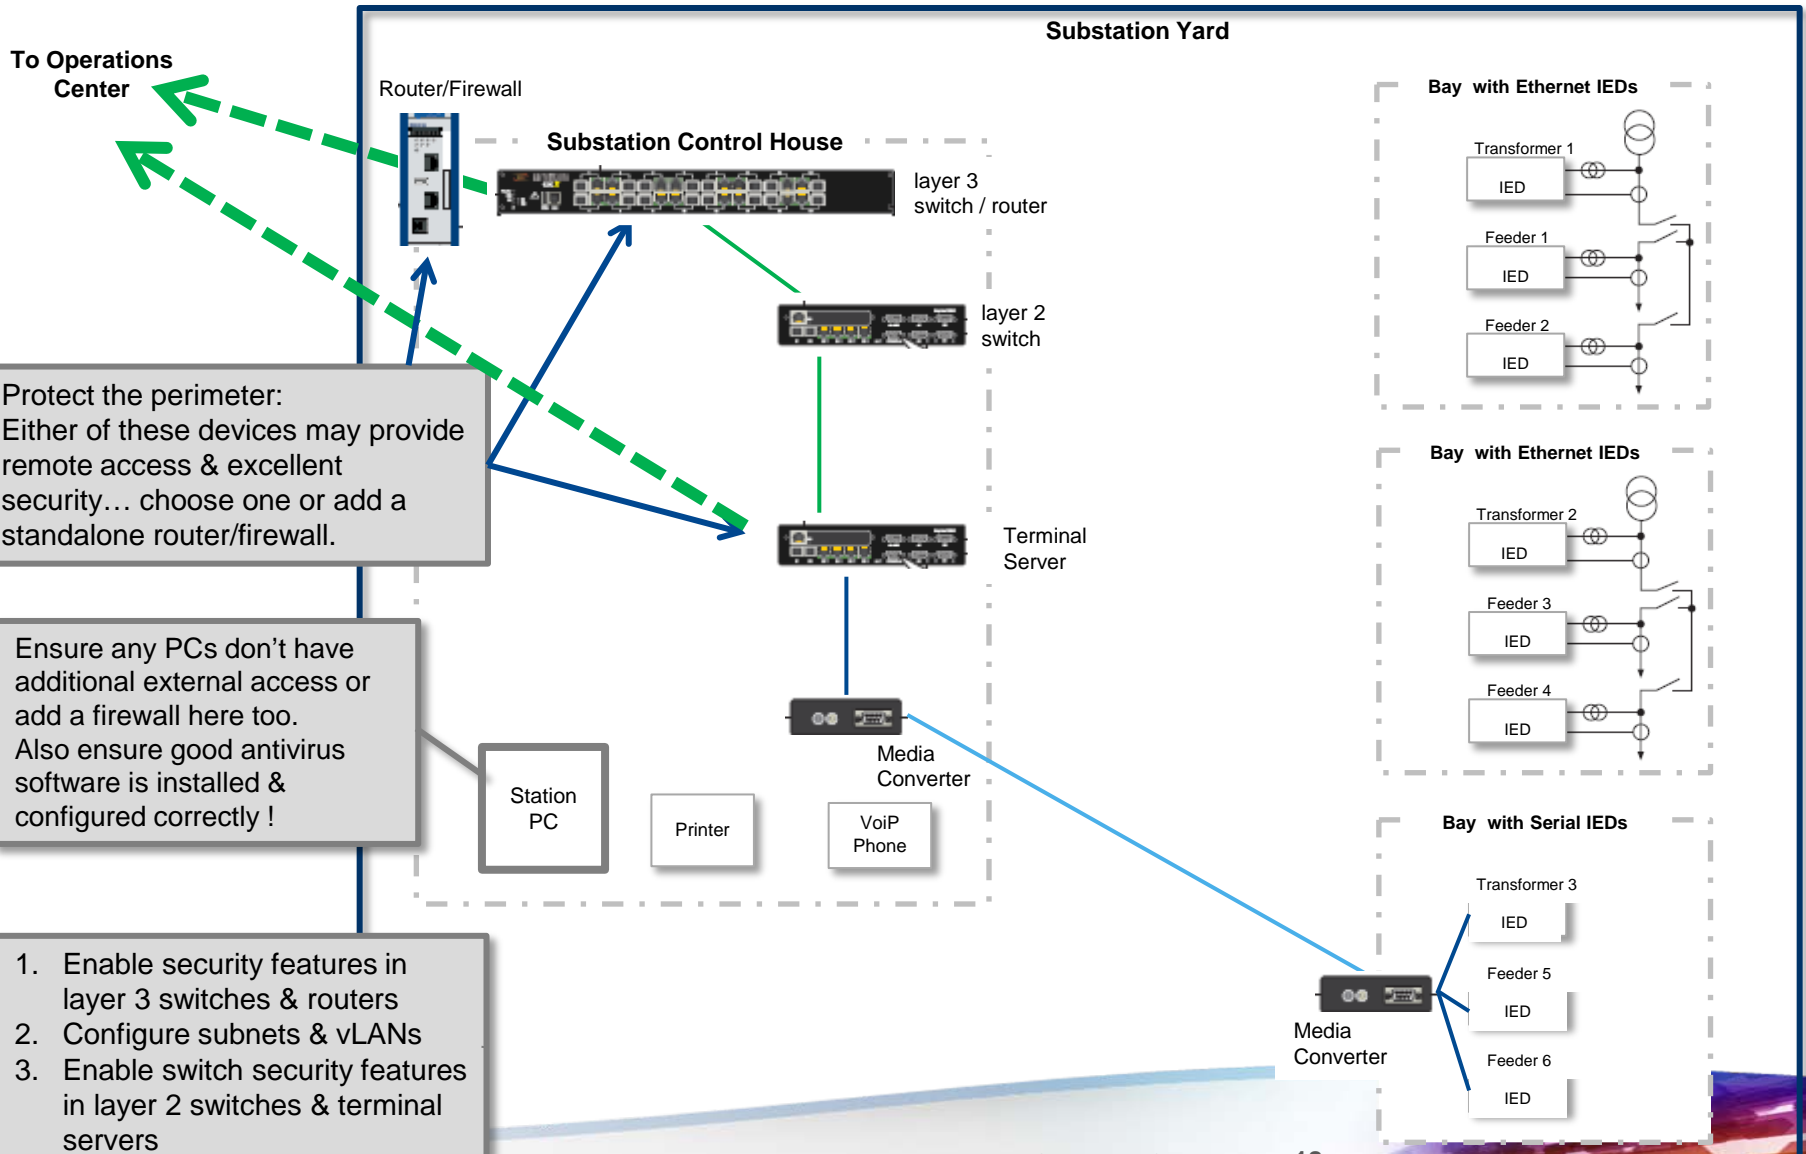 Substation Yard
To Operations
Center
Router/Firewall
Substation Control House
layer 3
switch / router
layer 2
switch
Protect the perimeter:
Either of these devices may provide
remote access & excellent
security… choose one or add a
standalone router/firewall.
Terminal
Server
Ensure any PCs don’t have
additional external access or
add a firewall here too.
Also ensure good antivirus
software is installed &
configured correctly !
Media
Converter
Station
PC
Printer
VoiP
Phone
1. Enable security features in
layer 3 switches & routers
2. Configure subnets & vLANs
3. Enable switch security features
in layer 2 switches & terminal
servers
Bay with Ethernet IEDs
Transformer 1
IED
Feeder 1
IED
Feeder 2
IED
Bay with Ethernet IEDs
Transformer 2
IED
Feeder 3
IED
Feeder 4
IED
Bay with Serial IEDs
Transformer 3
IED
Feeder 5
IED
Feeder 6
IED
Media
Converter